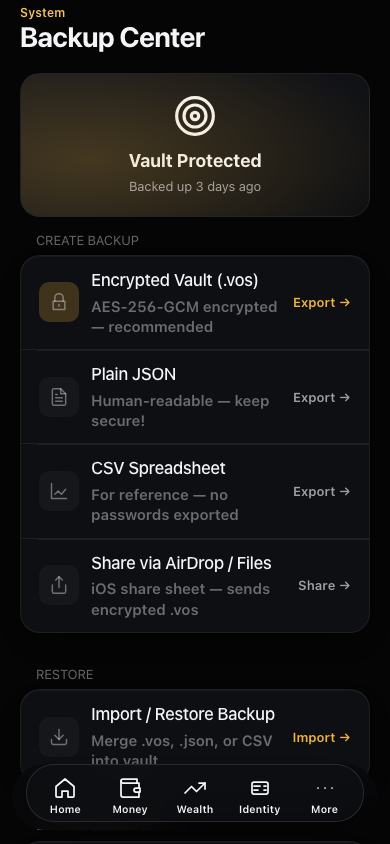 System
Backup Center
Vault Protected
Backed up 3 days ago
CREATE BACKUP
Encrypted Vault (.vos)
AES-256-GCM encrypted
— recommended
Export →
Plain JSON
Human-readable — keep
secure!
Export →
CSV Spreadsheet
For reference — no
passwords exported
Export →
Share via AirDrop / Files
iOS share sheet — sends
encrypted .vos
Share →
RESTORE
Import / Restore Backup
Merge .vos, .json, or CSV
into vault
Import →
Home
Money
Wealth
Identity
More